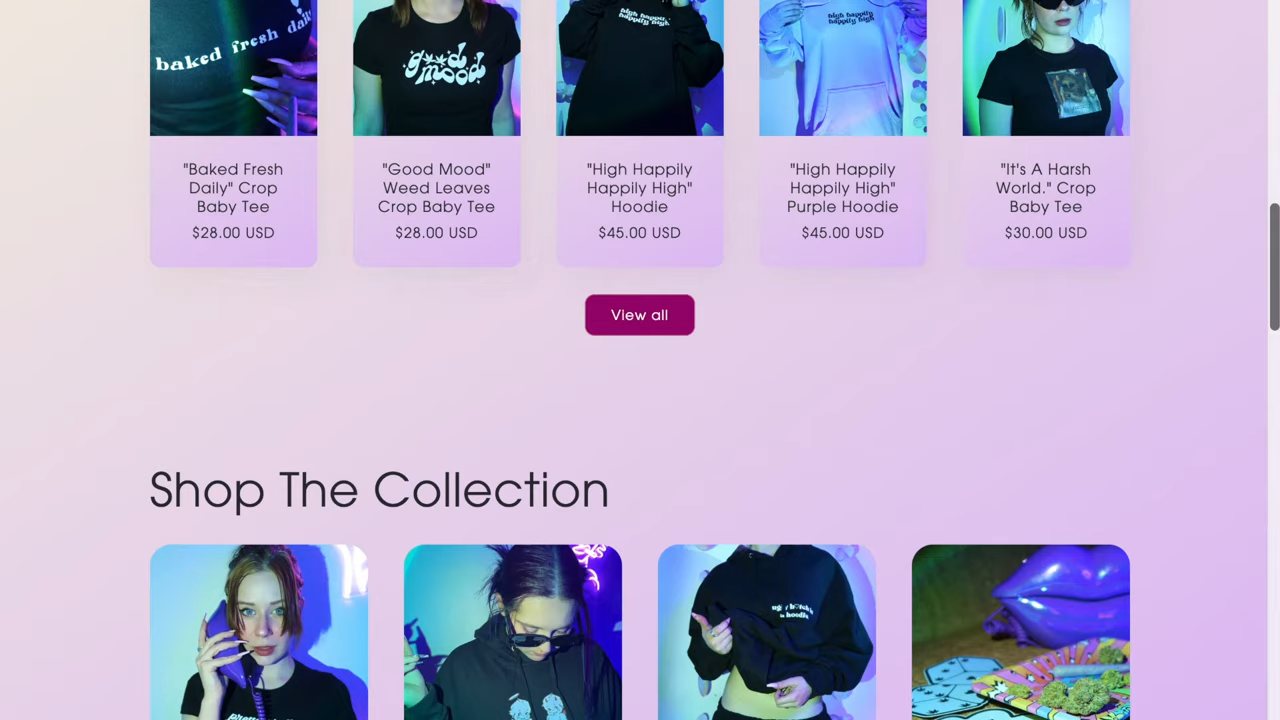 baked fresh daily
good
mood
high happily
happily high
high happily
happily high
"Baked Fresh
Daily" Crop
Baby Tee
$28.00 USD
"Good Mood"
Weed Leaves
Crop Baby Tee
$28.00 USD
"High Happily
Happily High"
Hoodie
$45.00 USD
"High Happily
Happily High"
Purple Hoodie
$45.00 USD
"It's A Harsh
World." Crop
Baby Tee
$30.00 USD
View all
Shop The Collection